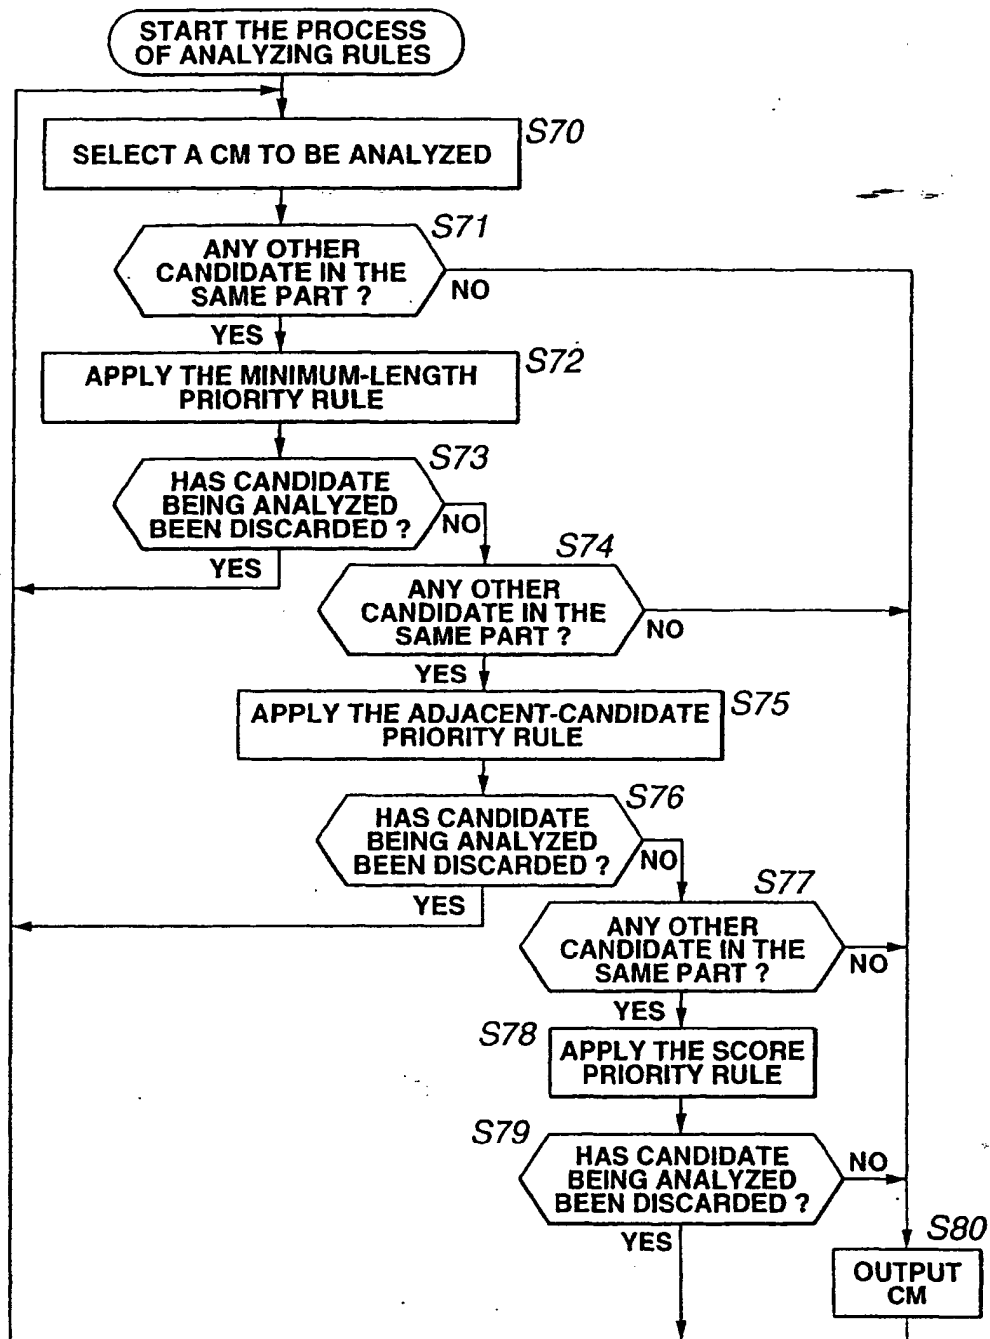 START THE PROCESS
OF ANALYZING RULES
S70
SELECT A CM TO BE ANALYZED
S71
ANY OTHER
CANDIDATE IN THE
SAME PART ?
NO
YES
S72
APPLY THE MINIMUM-LENGTH
PRIORITY RULE
S73
HAS CANDIDATE
BEING ANALYZED
BEEN DISCARDED ?
NO
YES
S74
ANY OTHER
CANDIDATE IN THE
SAME PART ?
NO
YES
S75
APPLY THE ADJACENT-CANDIDATE
PRIORITY RULE
S76
HAS CANDIDATE
BEING ANALYZED
BEEN DISCARDED ?
NO
YES
S77
ANY OTHER
CANDIDATE IN THE
SAME PART ?
NO
YES
S78
APPLY THE SCORE
PRIORITY RULE
S79
HAS CANDIDATE
BEING ANALYZED
BEEN DISCARDED ?
NO
YES
S80
OUTPUT
CM